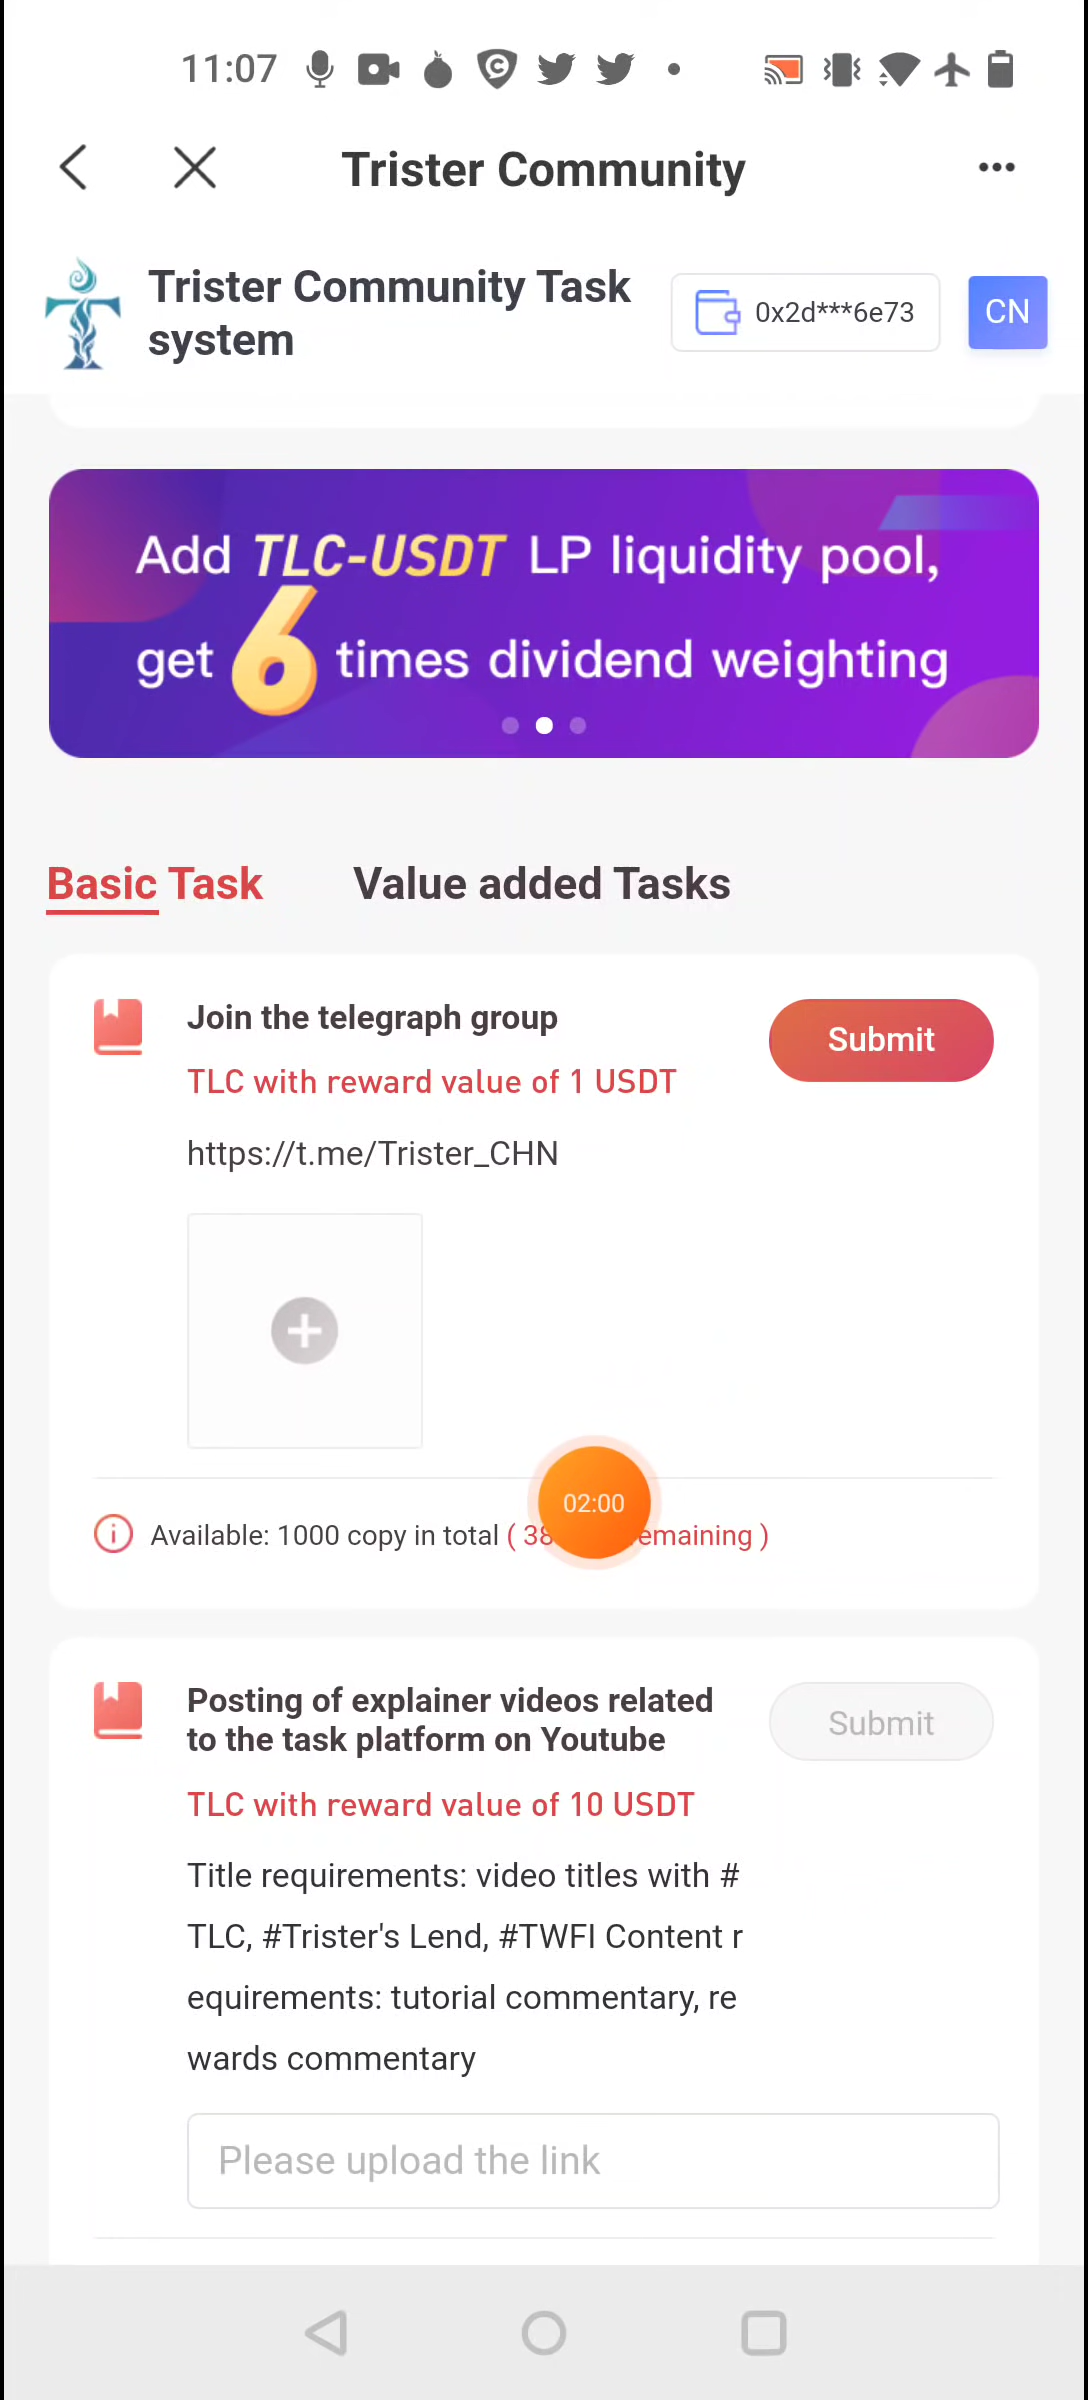 11:07
Trister Community
Trister Community Task
system
0x2d***6e73
CN
Add TLC-USDT LP liquidity pool,
get 6 times dividend weighting
Basic Task
Value added Tasks
Join the telegraph group
Submit
TLC with reward value of 1 USDT
https://t.me/Trister_CHN
02:00
Available: 1000 copy in total
Posting of explainer videos related
to the task platform on Youtube
Submit
TLC with reward value of 10 USDT
Title requirements: video titles with #
TLC, #Trister's Lend, #TWFI Content r
equirements: tutorial commentary, re
wards commentary
Please upload the link